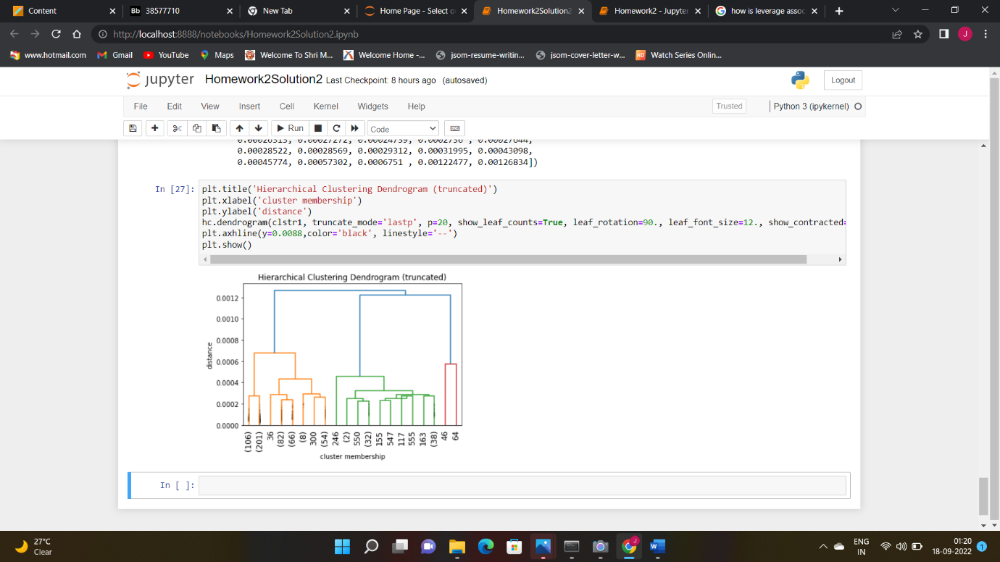 Content
38577710
New Tab
Home Page - Select o
Homework2Solution2
Homework2 - Jupyter
how is leverage assoc
http://localhost:8888/notebooks/Homework2Solution2.ipynb
J
www.hotmail.com
Gmail
YouTube
Maps
Welcome To Shri M...
Welcome Home -...
jsom-resume-writin...
jsom-cover-letter-w...
Watch Series Onlin...
jupyter Homework2Solution2 Last Checkpoint: 8 hours ago (autosaved)
Logout
File Edit View Insert Cell Kernel Widgets Help
Trusted
Python 3 (ipykernel)
Run
Code
0.00028522, 0.00028569, 0.00029312, 0.00031995, 0.00043098,
0.00045774, 0.00057302, 0.0006751 , 0.00122477, 0.00126834])
In [27]:
plt.title('Hierarchical Clustering Dendrogram (truncated)')
plt.xlabel('cluster membership')
plt.ylabel('distance')
hc.dendrogram(clstr1, truncate_mode='lastp', p=20, show_leaf_counts=True, leaf_rotation=90., leaf_font_size=12., show_contracted=
plt.axhline(y=0.0088,color='black', linestyle='--')
plt.show()
Hierarchical Clustering Dendrogram (truncated)
distance
0.0012
0.0010
0.0008
0.0006
0.0004
0.0002
0.0000
(106)
(201)
36
(82)
(66)
(8)
300
(54)
246
(2)
550
(32)
155
547
117
555
163
(38)
46
64
cluster membership
In [ ]:
27°C
Clear
ENG
IN
01:20
18-09-2022
1